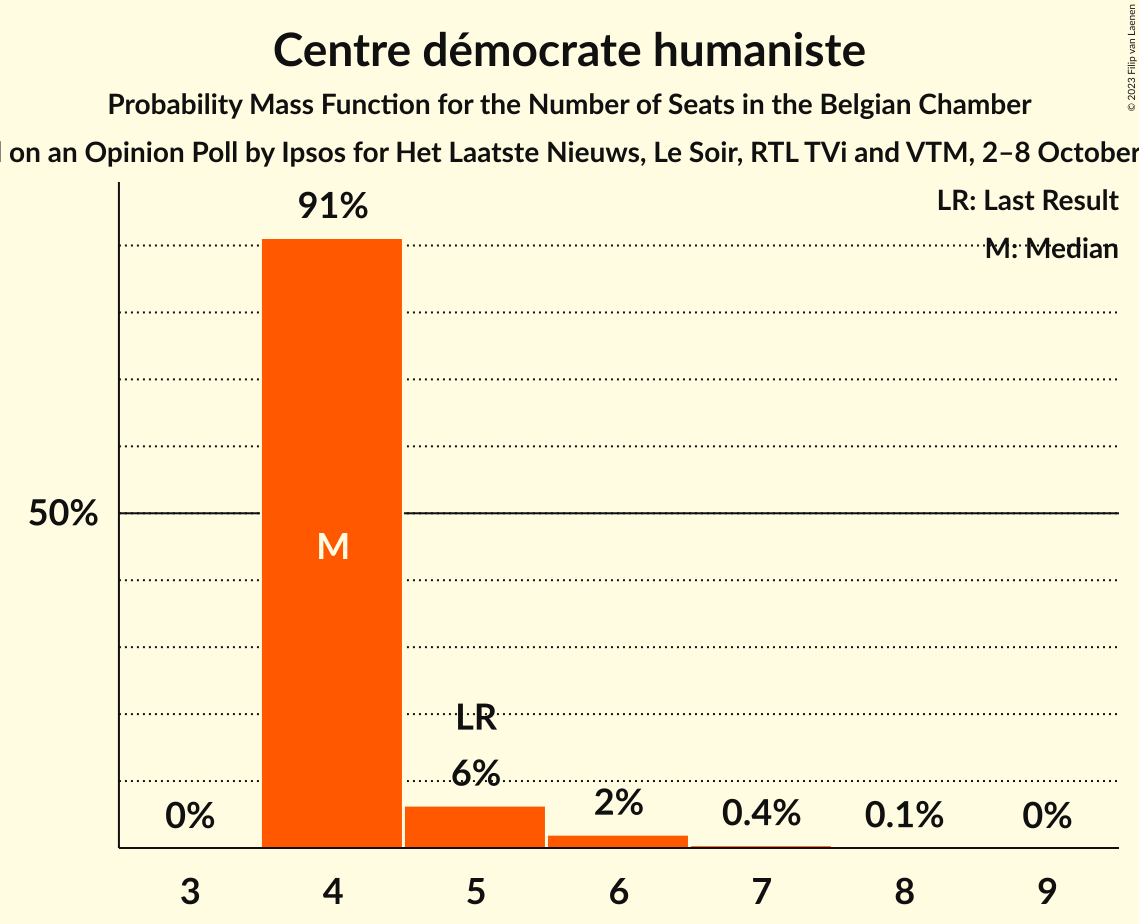 Centre démocrate humaniste
Probability Mass Function for the Number of Seats in the Belgian Chamber
on an Opinion Poll by Ipsos for Het Laatste Nieuws, Le Soir, RTL TVi and VTM, 2–8 October
© 2023 Filip van Laenen
LR: Last Result
M: Median
91%
50%
M
LR
6%
0%
2%
0.4%
0.1%
0%
3 4 5 6 7 8 9